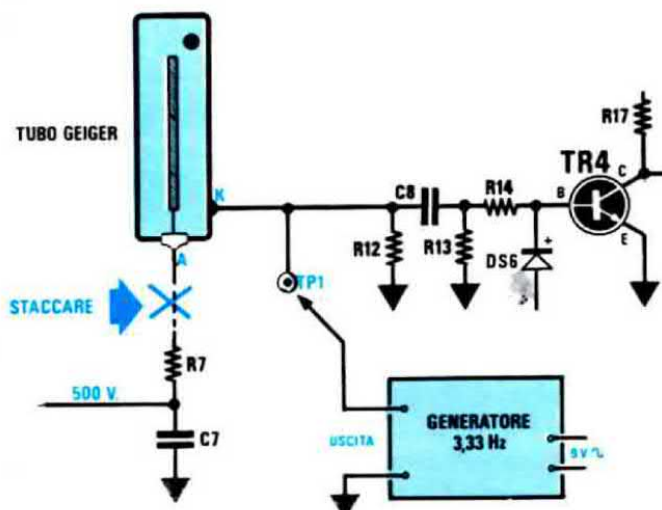 TUBO GEIGER
K
A
STACCARE
R7
500 V.
C7
TP1
R12
C8
R13
R14
DS6
+
B
C
E
TR4
R17
USCITA
GENERATORE
3,33 Hz